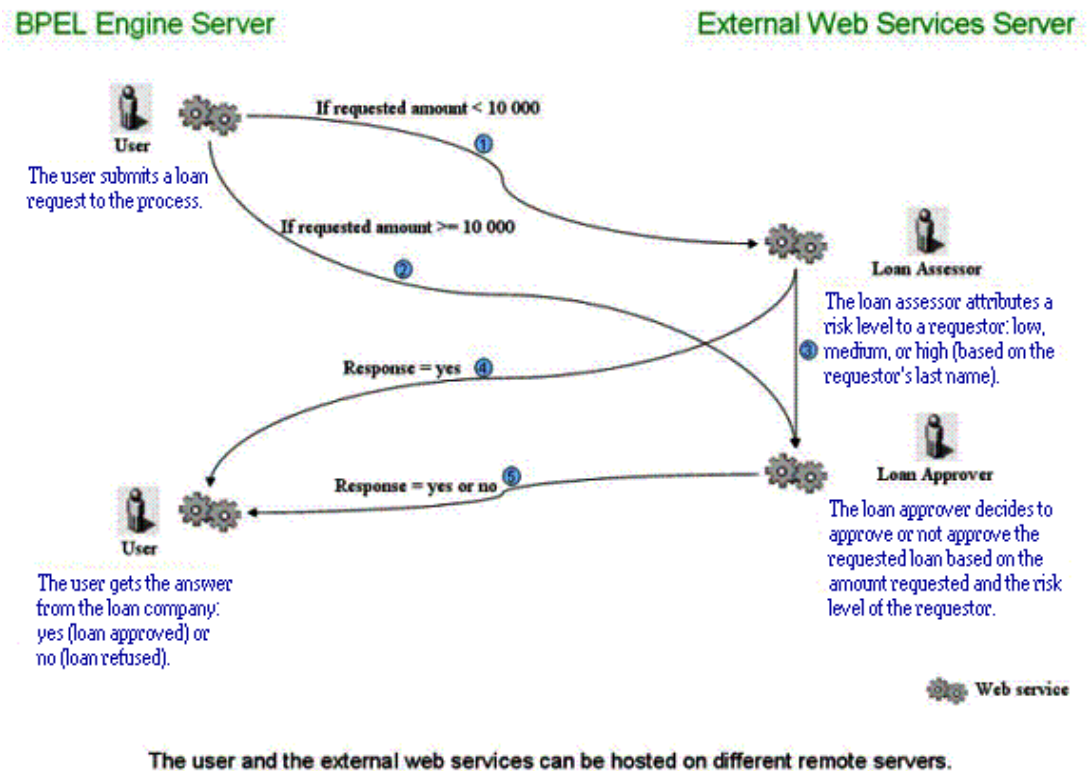 BPEL Engine Server
External Web Services Server
If requested amount < 10 000
1
User
The user submits a loan
request to the process.
If requested amount >= 10 000
2
Loan Assessor
The loan assessor attributes a
risk level to a requestor: low,
3
medium, or high (based on the
requestor's last name).
Response = yes
4
Loan Approver
Response = yes or no
5
The loan approver decides to
approve or not approve the
requested loan based on the
amount requested and the risk
level of the requestor.
User
The user gets the answer
from the loan company:
yes (loan approved) or
no (loan refused).
Web service
The user and the external web services can be hosted on different remote servers.